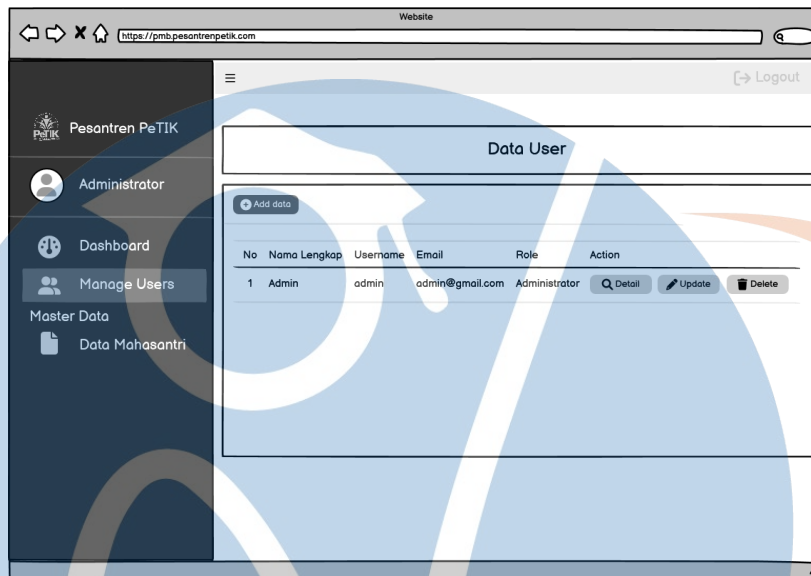 Website
https://pmb.pesantrenpetik.com
Logout
PeTIK
Pesantren PeTIK
Administrator
Dashboard
Manage Users
Master Data
Data Mahasantri
Data User
Add data
No Nama Lengkap Username Email Role Action
1 Admin admin admin@gmail.com Administrator Detail Update Delete